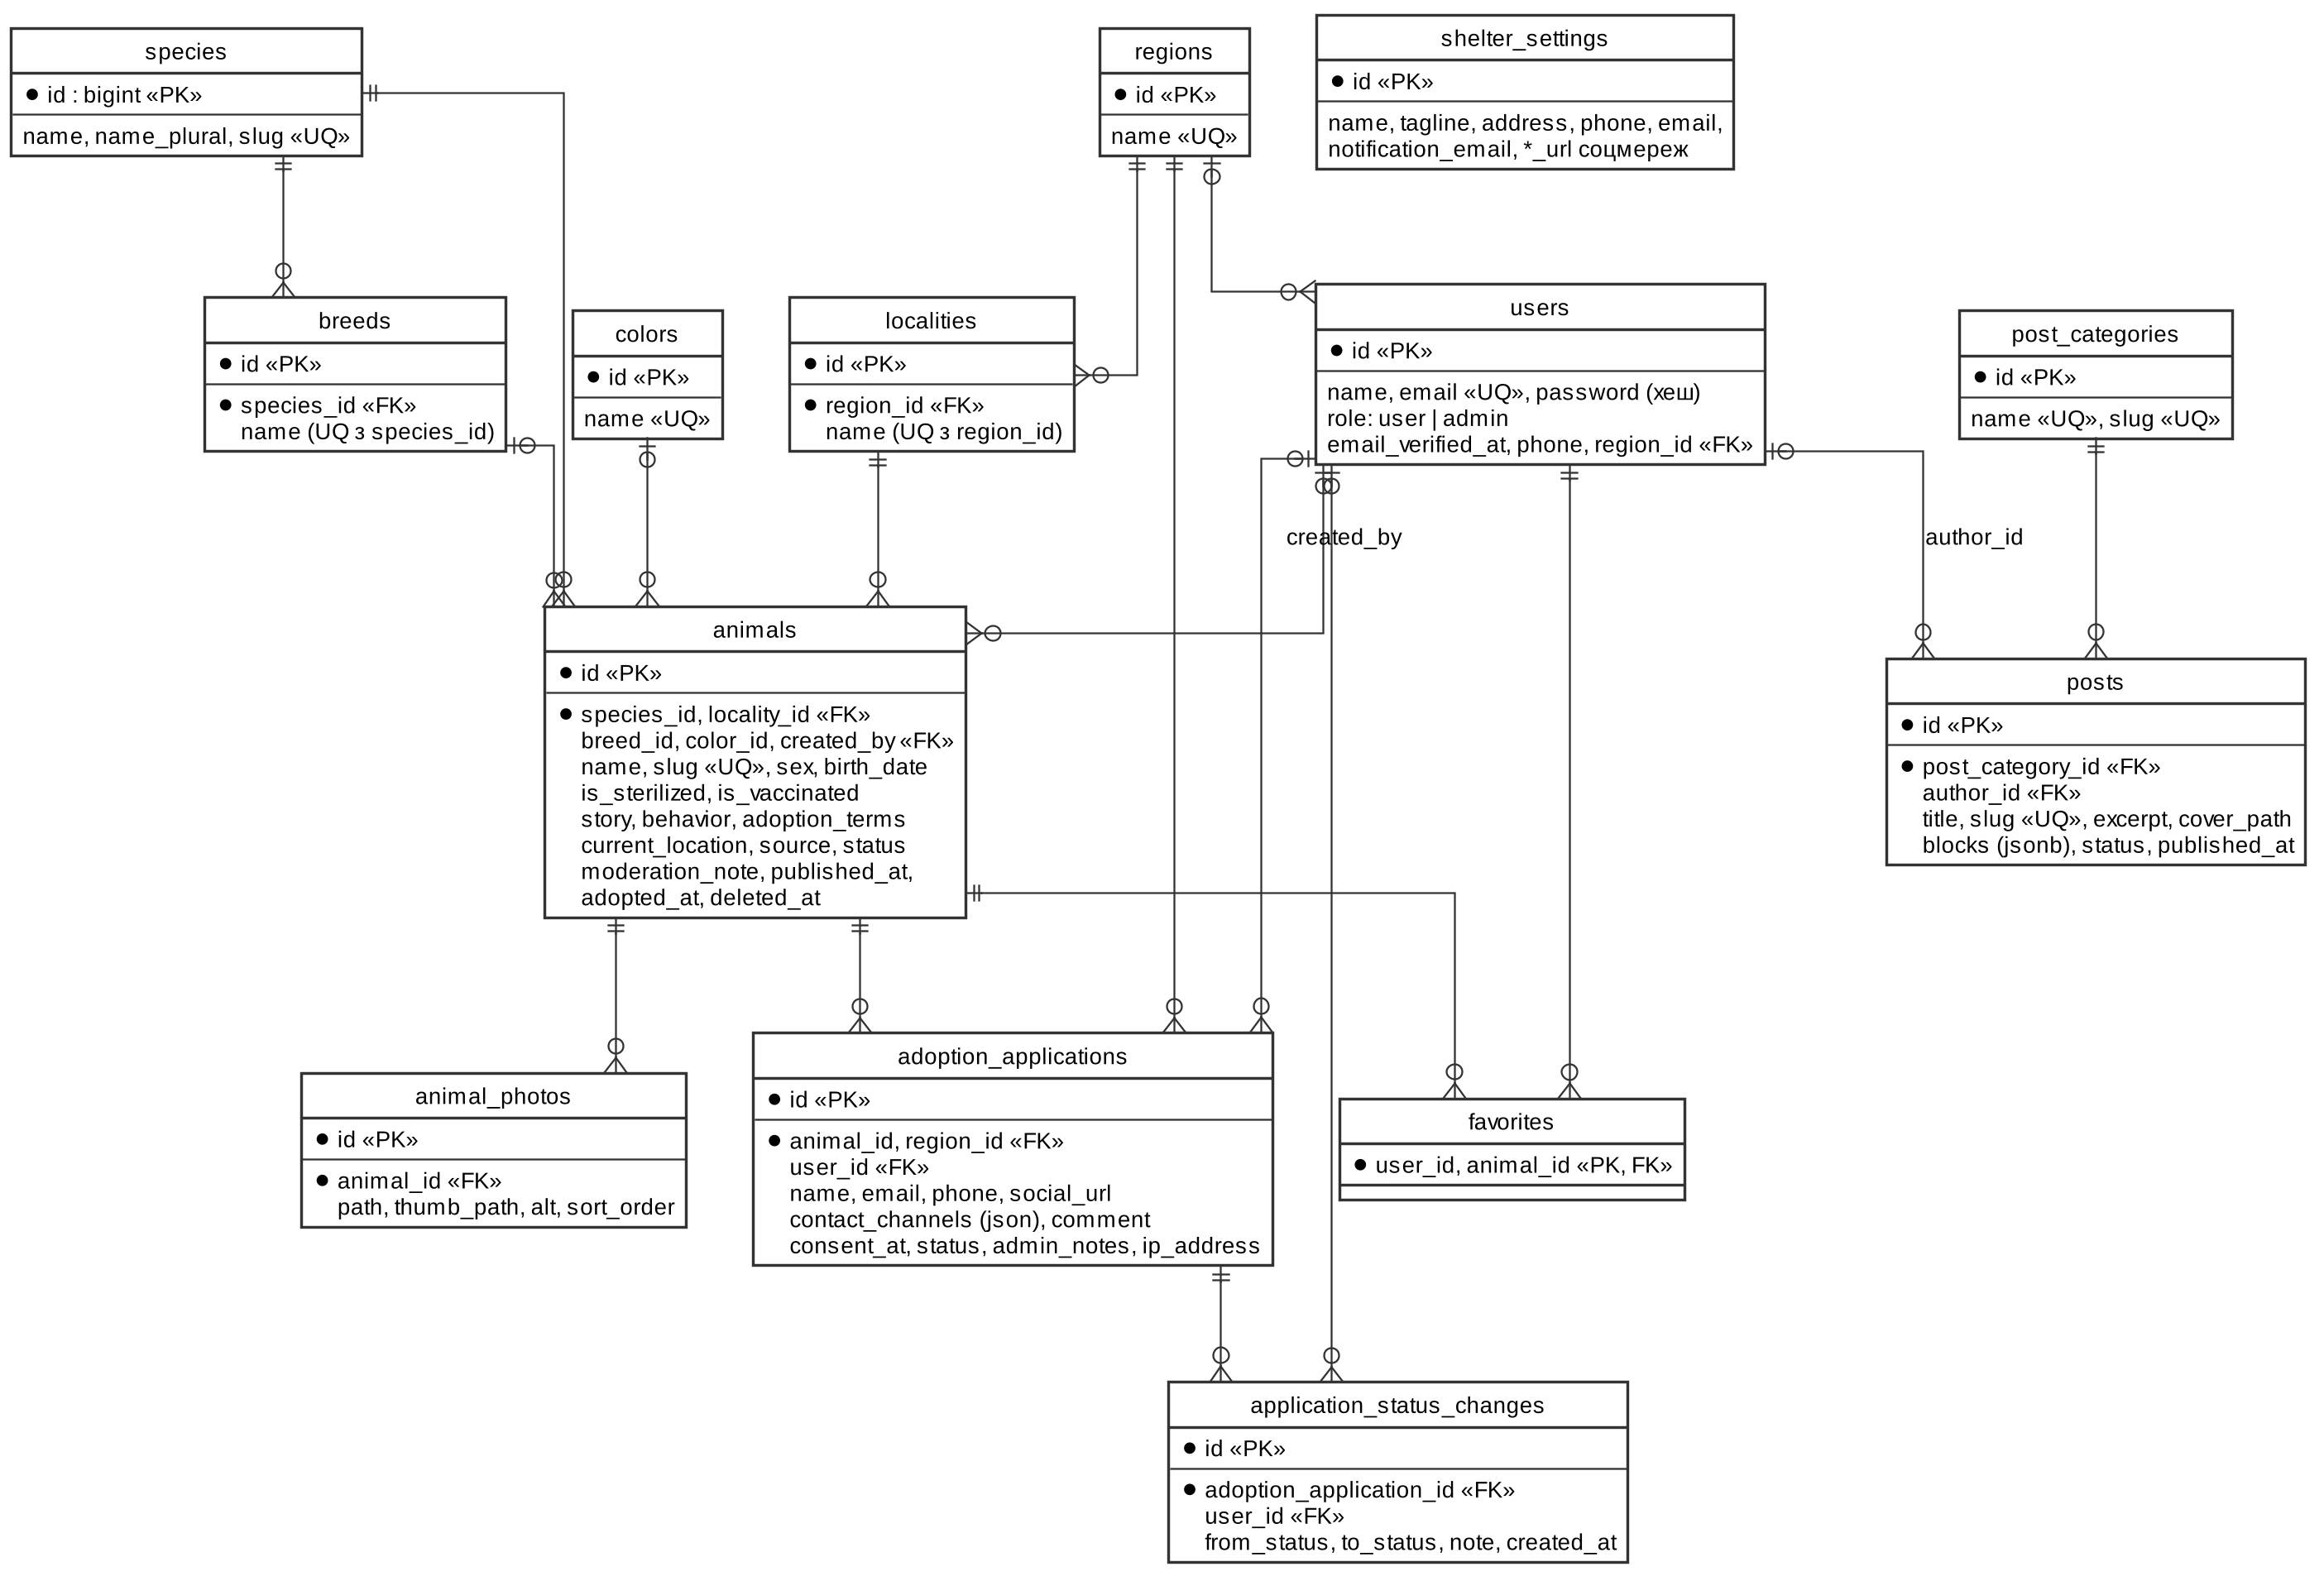 species
id : bigint «PK»
name, name_plural, slug «UQ»
regions
id «PK»
name «UQ»
shelter_settings
id «PK»
name, tagline, address, phone, email,
notification_email, *_url соцмереж
breeds
id «PK»
species_id «FK»
name (UQ з species_id)
colors
id «PK»
name «UQ»
localities
id «PK»
region_id «FK»
name (UQ з region_id)
users
id «PK»
name, email «UQ», password (хеш)
role: user | admin
email_verified_at, phone, region_id «FK»
post_categories
id «PK»
name «UQ», slug «UQ»
created_by
author_id
animals
id «PK»
species_id, locality_id «FK»
breed_id, color_id, created_by «FK»
name, slug «UQ», sex, birth_date
is_sterilized, is_vaccinated
story, behavior, adoption_terms
current_location, source, status
moderation_note, published_at,
adopted_at, deleted_at
posts
id «PK»
post_category_id «FK»
author_id «FK»
title, slug «UQ», excerpt, cover_path
blocks (jsonb), status, published_at
animal_photos
id «PK»
animal_id «FK»
path, thumb_path, alt, sort_order
adoption_applications
id «PK»
animal_id, region_id «FK»
user_id «FK»
name, email, phone, social_url
contact_channels (json), comment
consent_at, status, admin_notes, ip_address
favorites
user_id, animal_id «PK, FK»
application_status_changes
id «PK»
adoption_application_id «FK»
user_id «FK»
from_status, to_status, note, created_at